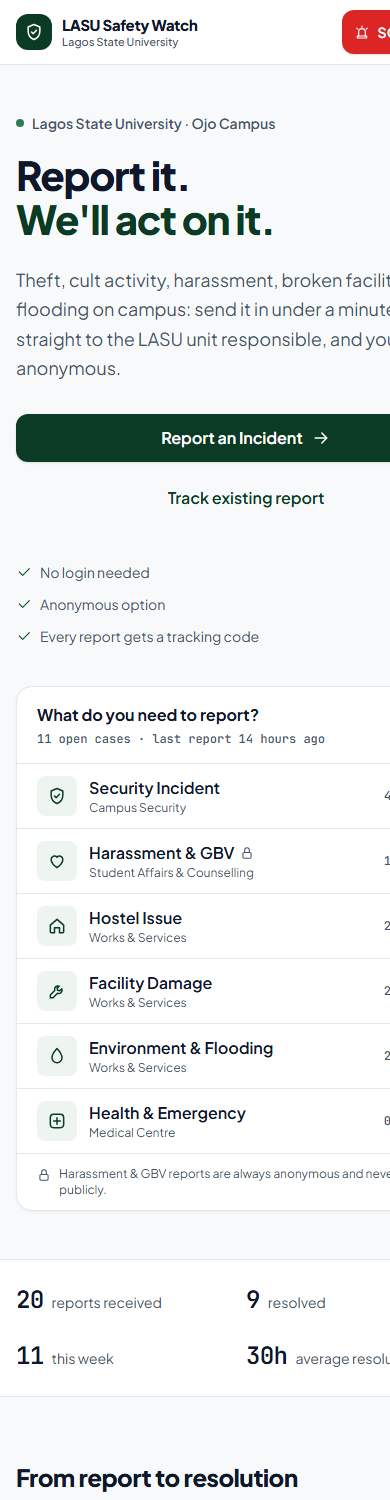 LASU Safety Watch
Lagos State University
Lagos State University · Ojo Campus
Report it.
We'll act on it.
Theft, cult activity, harassment, broken
flooding on campus: send it in under a
straight to the LASU unit responsible, and
anonymous.
Report an Incident →
Track existing report
No login needed
Anonymous option
Every report gets a tracking code
What do you need to report?
11 open cases · last report 14 hours ago
Security Incident
Campus Security
4
Harassment & GBV
Student Affairs & Counselling
1
Hostel Issue
Works & Services
2
Facility Damage
Works & Services
2
Environment & Flooding
Works & Services
2
Health & Emergency
Medical Centre
0
Harassment & GBV reports are always anonymous and
publicly.
20 reports received
9 resolved
11 this week
30h average
From report to resolution